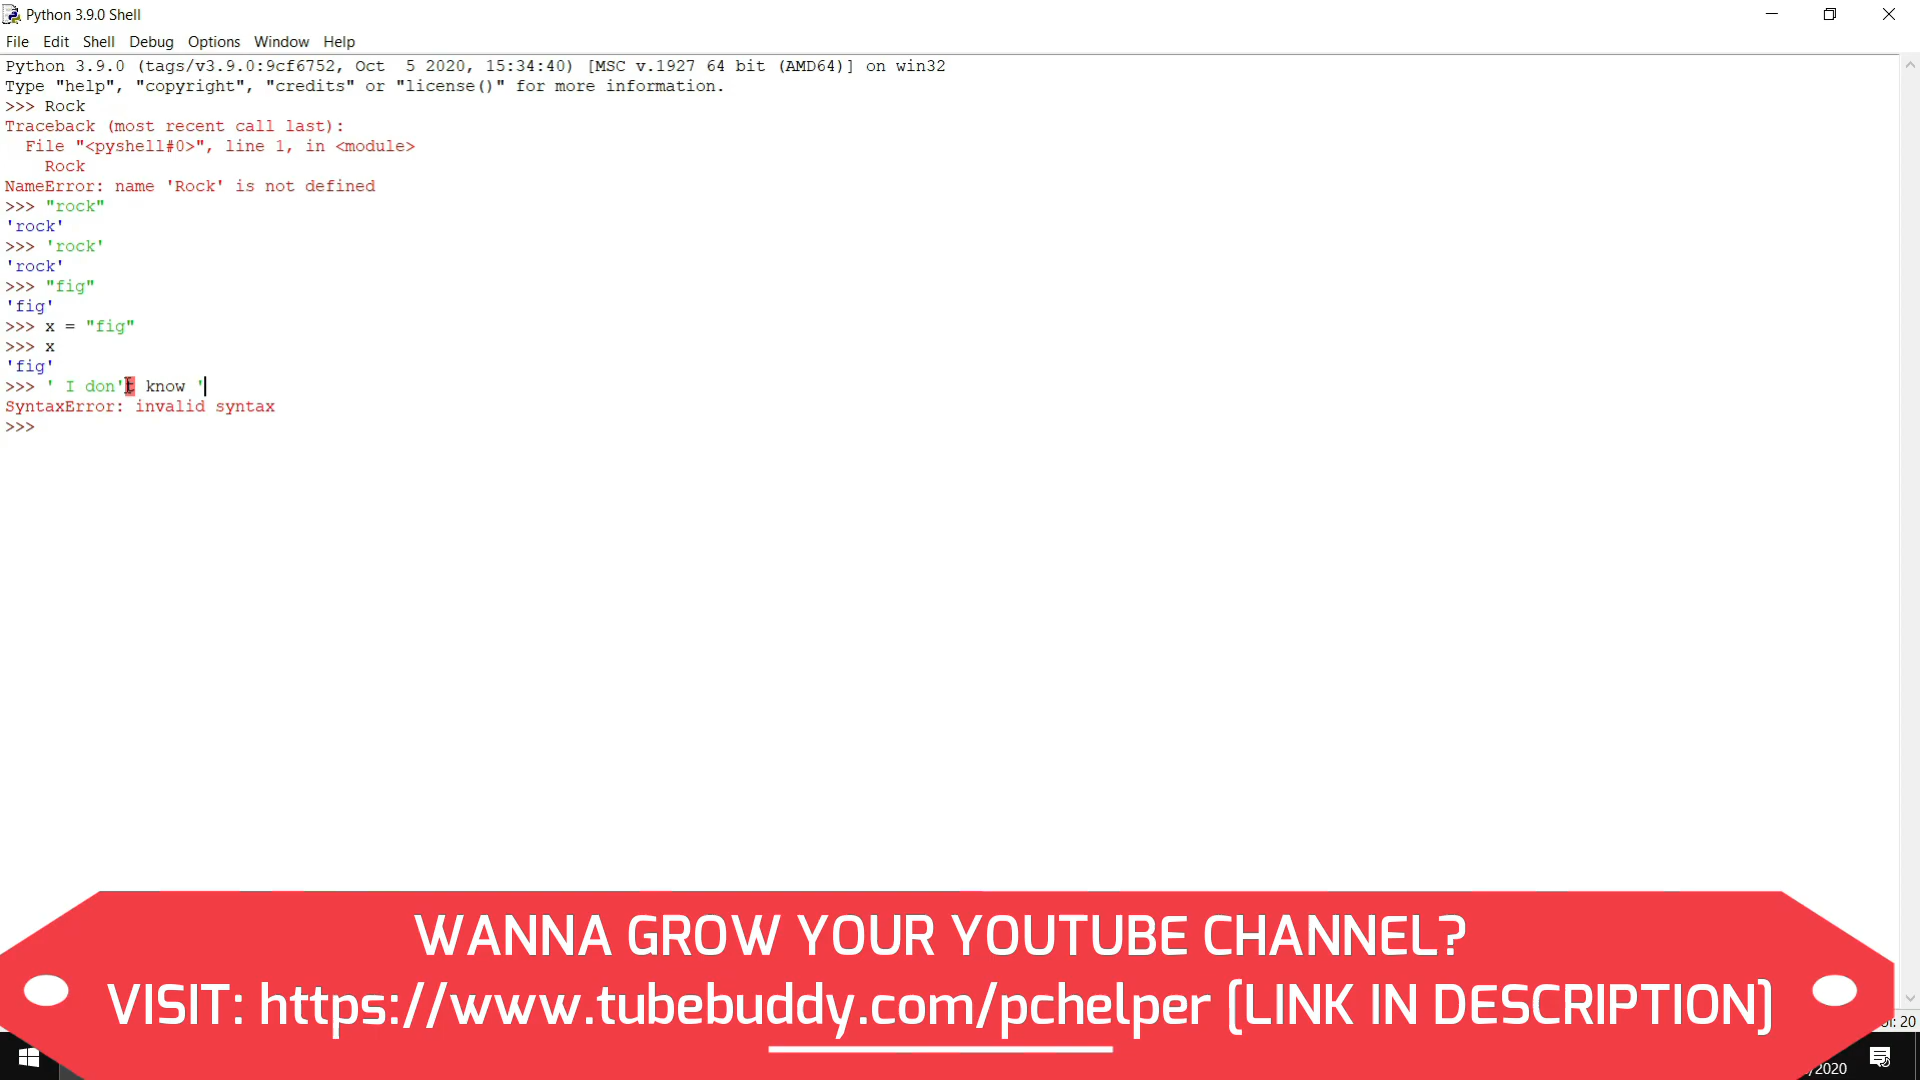 Python 3.9.0 Shell
File Edit Shell Debug Options Window Help
Python 3.9.0 (tags/v3.9.0:9cf6752, Oct  5 2020, 15:34:40) [MSC v.1927 64 bit (AMD64)] on win32
Type "help", "copyright", "credits" or "license()" for more information.
>>> Rock
Traceback (most recent call last):
  File "<pyshell#0>", line 1, in <module>
    Rock
NameError: name 'Rock' is not defined
>>> "rock"
'rock'
>>> 'rock'
'rock'
>>> "fig"
'fig'
>>> x = "fig"
>>> x
'fig'
>>> ' I don't know '
SyntaxError: invalid syntax
>>>
WANNA GROW YOUR YOUTUBE CHANNEL?
VISIT: https://www.tubebuddy.com/pchelper (LINK IN DESCRIPTION)
: 20
/2020